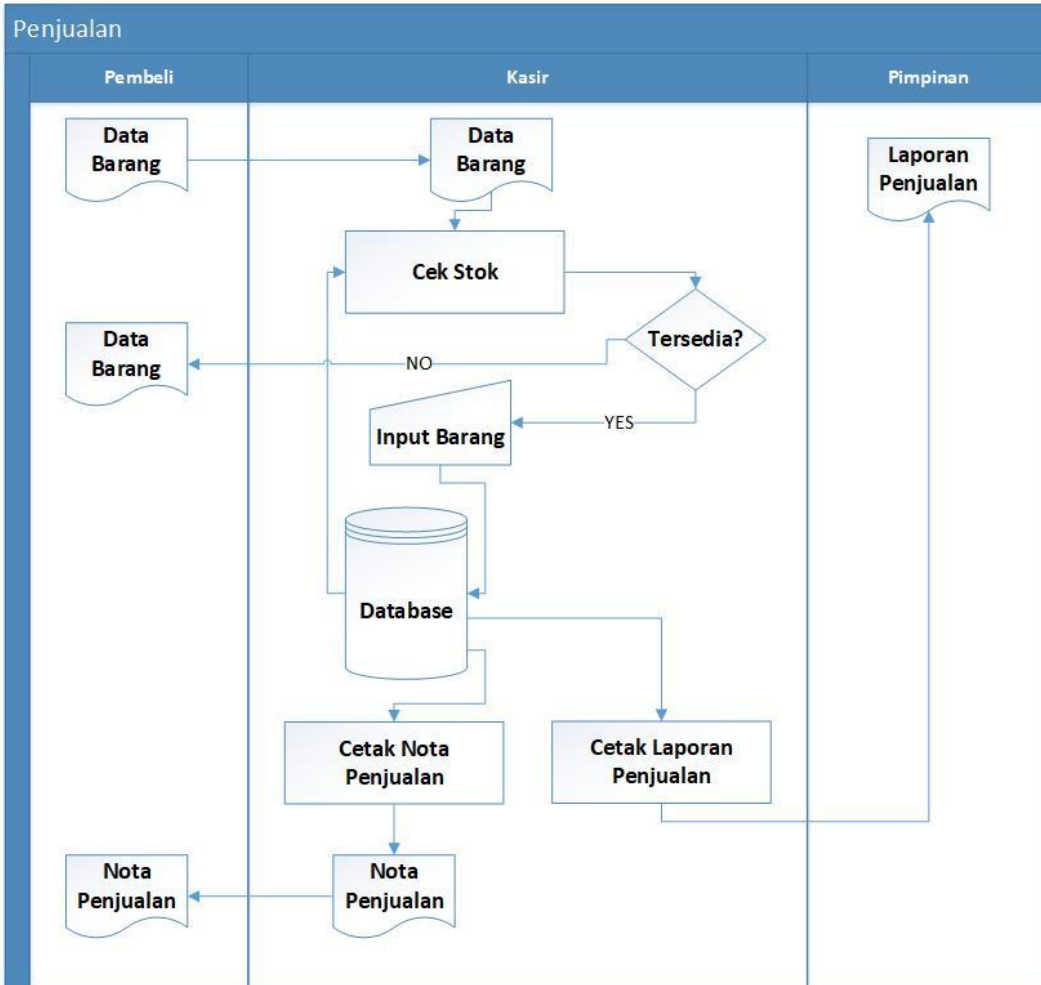 Penjualan
Pembeli
Kasir
Pimpinan
Data
Barang
Data
Barang
Laporan
Penjualan
Cek Stok
Data
Barang
Tersedia?
NO
Input Barang
YES
Database
Cetak Nota
Penjualan
Cetak Laporan
Penjualan
Nota
Penjualan
Nota
Penjualan